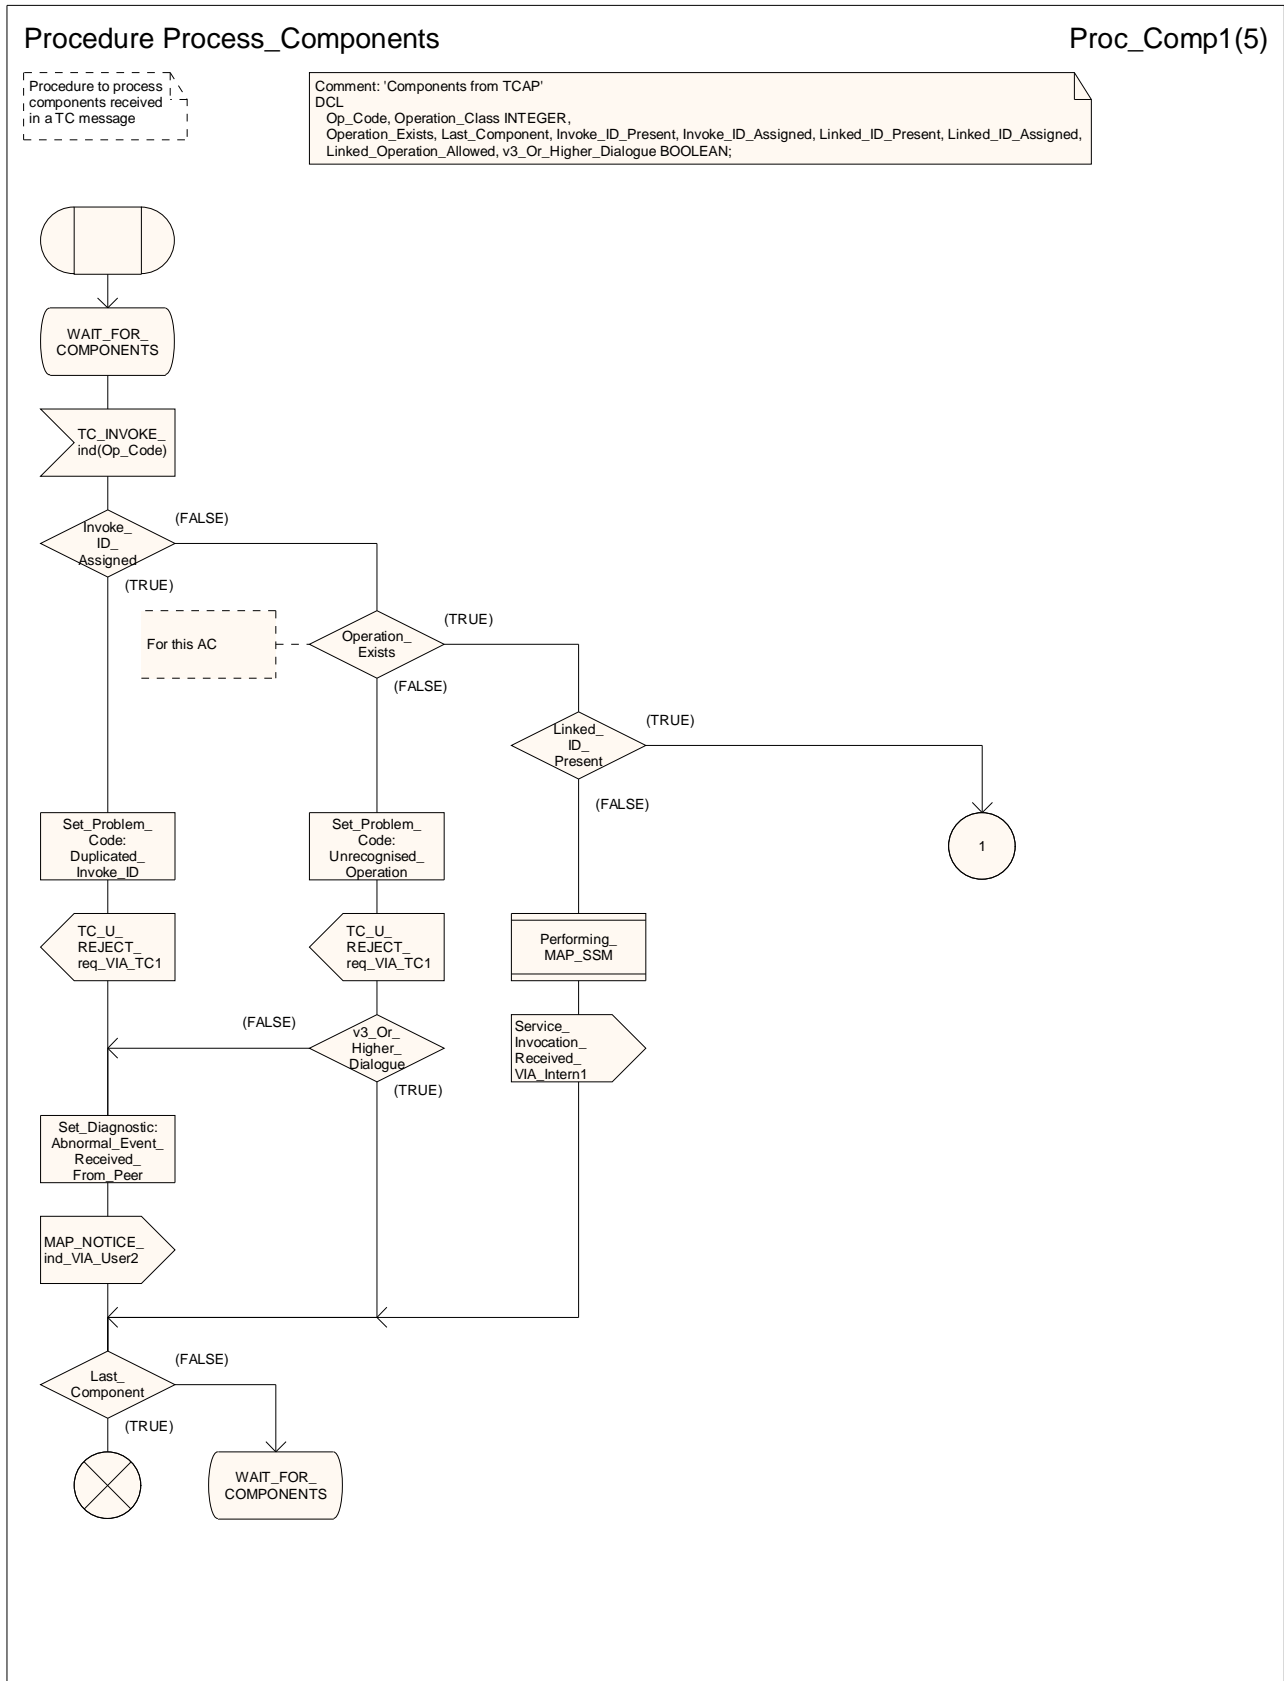 Procedure Process_Components
Proc_Comp1(5)
Procedure to process
components received
in a TC message
Comment: 'Components from TCAP'
DCL
Op_Code, Operation_Class INTEGER,
Operation_Exists, Last_Component, Invoke_ID_Present, Invoke_ID_Assigned, Linked_ID_Present, Linked_ID_Assigned,
Linked_Operation_Allowed, v3_Or_Higher_Dialogue BOOLEAN;
WAIT_FOR_
COMPONENTS
TC_INVOKE_
ind(Op_Code)
Invoke_
ID_
Assigned
(FALSE)
(TRUE)
For this AC
Operation_
Exists
(TRUE)
(FALSE)
Linked_
ID_
Present
(TRUE)
(FALSE)
1
Set_Problem_
Code:
Duplicated_
Invoke_ID
Set_Problem_
Code:
Unrecognised_
Operation
TC_U_
REJECT_
req_VIA_TC1
TC_U_
REJECT_
req_VIA_TC1
Performing_
MAP_SSM
(FALSE)
v3_Or_
Higher_
Dialogue
(TRUE)
Service_
Invocation_
Received_
VIA_Intern1
Set_Diagnostic:
Abnormal_Event_
Received_
From_Peer
MAP_NOTICE_
ind_VIA_User2
Last_
Component
(FALSE)
(TRUE)
WAIT_FOR_
COMPONENTS